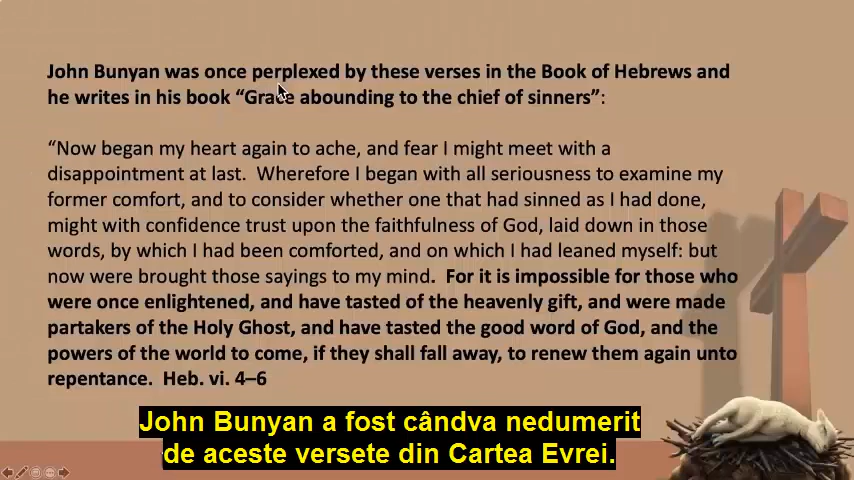 John Bunyan was once perplexed by these verses in the Book of Hebrews and
he writes in his book “Grace abounding to the chief of sinners”:
“Now began my heart again to ache, and fear I might meet with a
disappointment at last.  Wherefore I began with all seriousness to examine my
former comfort, and to consider whether one that had sinned as I had done,
might with confidence trust upon the faithfulness of God, laid down in those
words, by which I had been comforted, and on which I had leaned myself: but
now were brought those sayings to my mind.  For it is impossible for those who
were once enlightened, and have tasted of the heavenly gift, and were made
partakers of the Holy Ghost, and have tasted the good word of God, and the
powers of the world to come, if they shall fall away, to renew them again unto
repentance.  Heb. vi. 4–6
John Bunyan a fost cândva nedumerit
de aceste versete din Cartea Evrei.